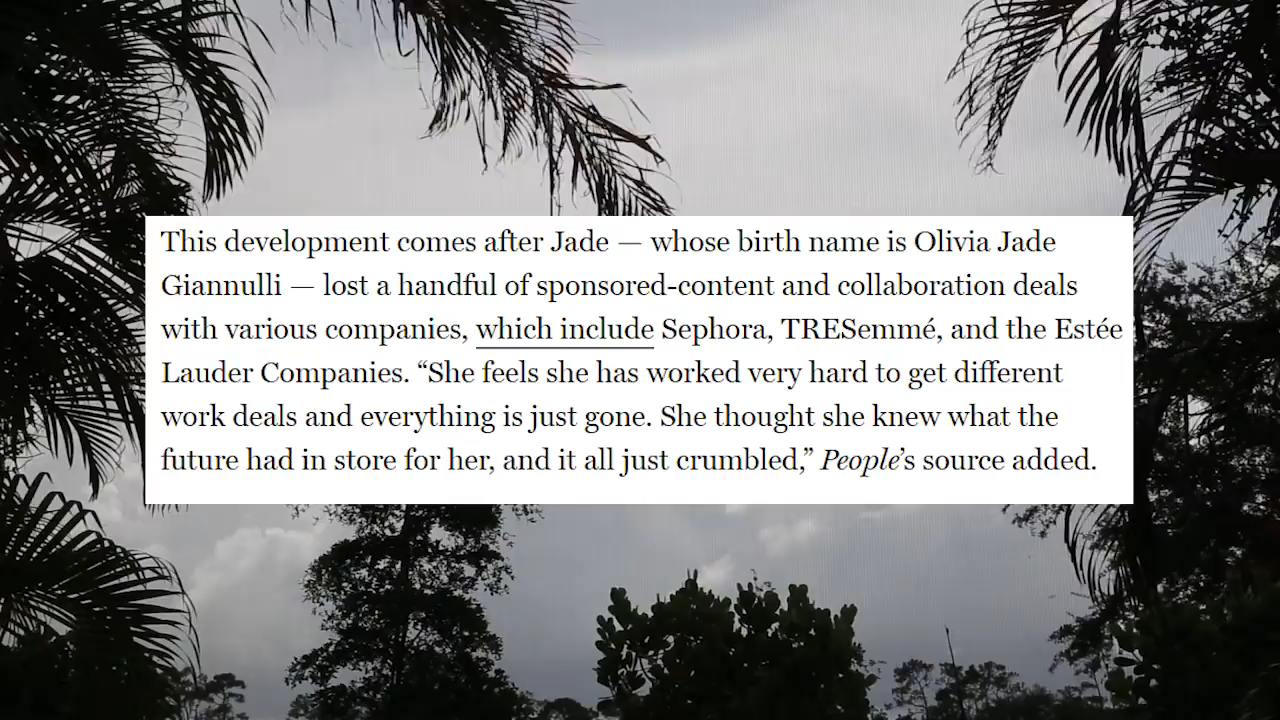 This development comes after Jade — whose birth name is Olivia Jade
Giannulli — lost a handful of sponsored-content and collaboration deals
with various companies, which include Sephora, TRESemmé, and the Estée
Lauder Companies. “She feels she has worked very hard to get different
work deals and everything is just gone. She thought she knew what the
future had in store for her, and it all just crumbled,” People’s source added.